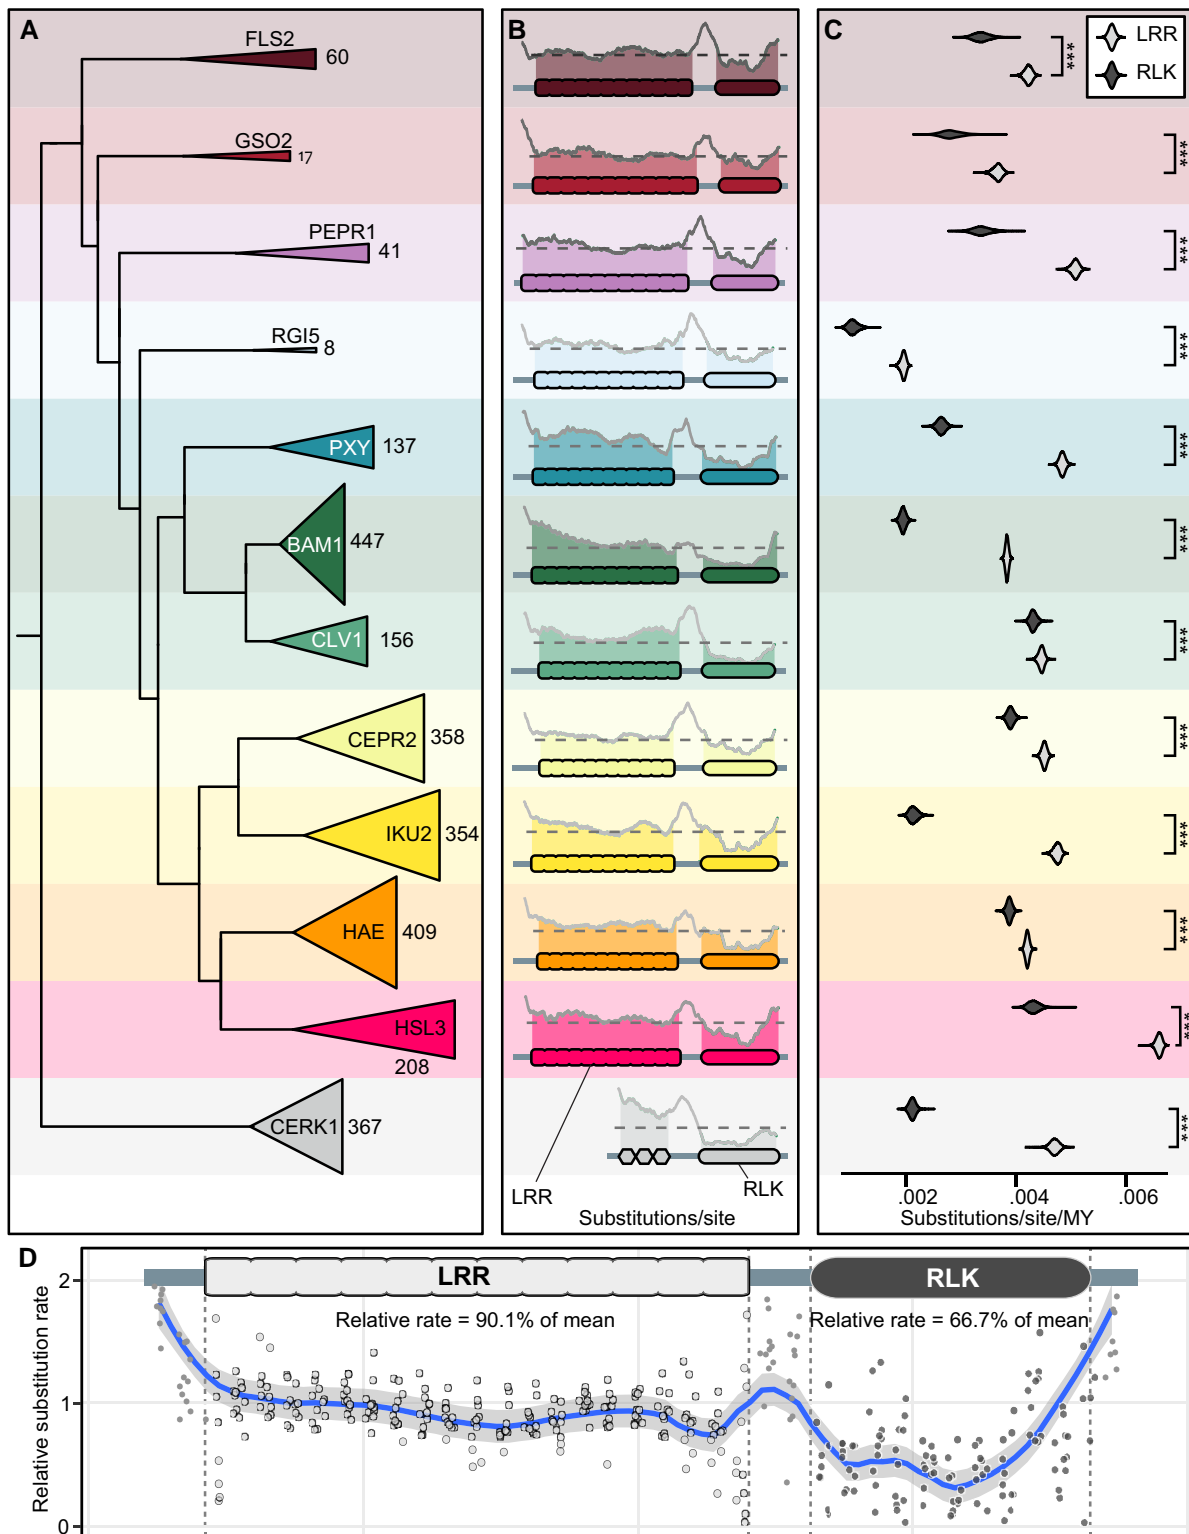 A
FLS2
60
GSO2
17
PEPR1
41
RGI5
8
PXY
137
BAM1
447
CLV1
156
CEPR2
358
IKU2
354
HAE
409
HSL3
208
CERK1
367
B
LRR
RLK
Substitutions/site
C
LRR
RLK
***
***
***
***
***
***
***
***
***
***
***
***
.002
.004
.006
Substitutions/site/MY
D
LRR
RLK
Relative rate = 90.1% of mean
Relative rate = 66.7% of mean
Relative substitution rate
2
1
0